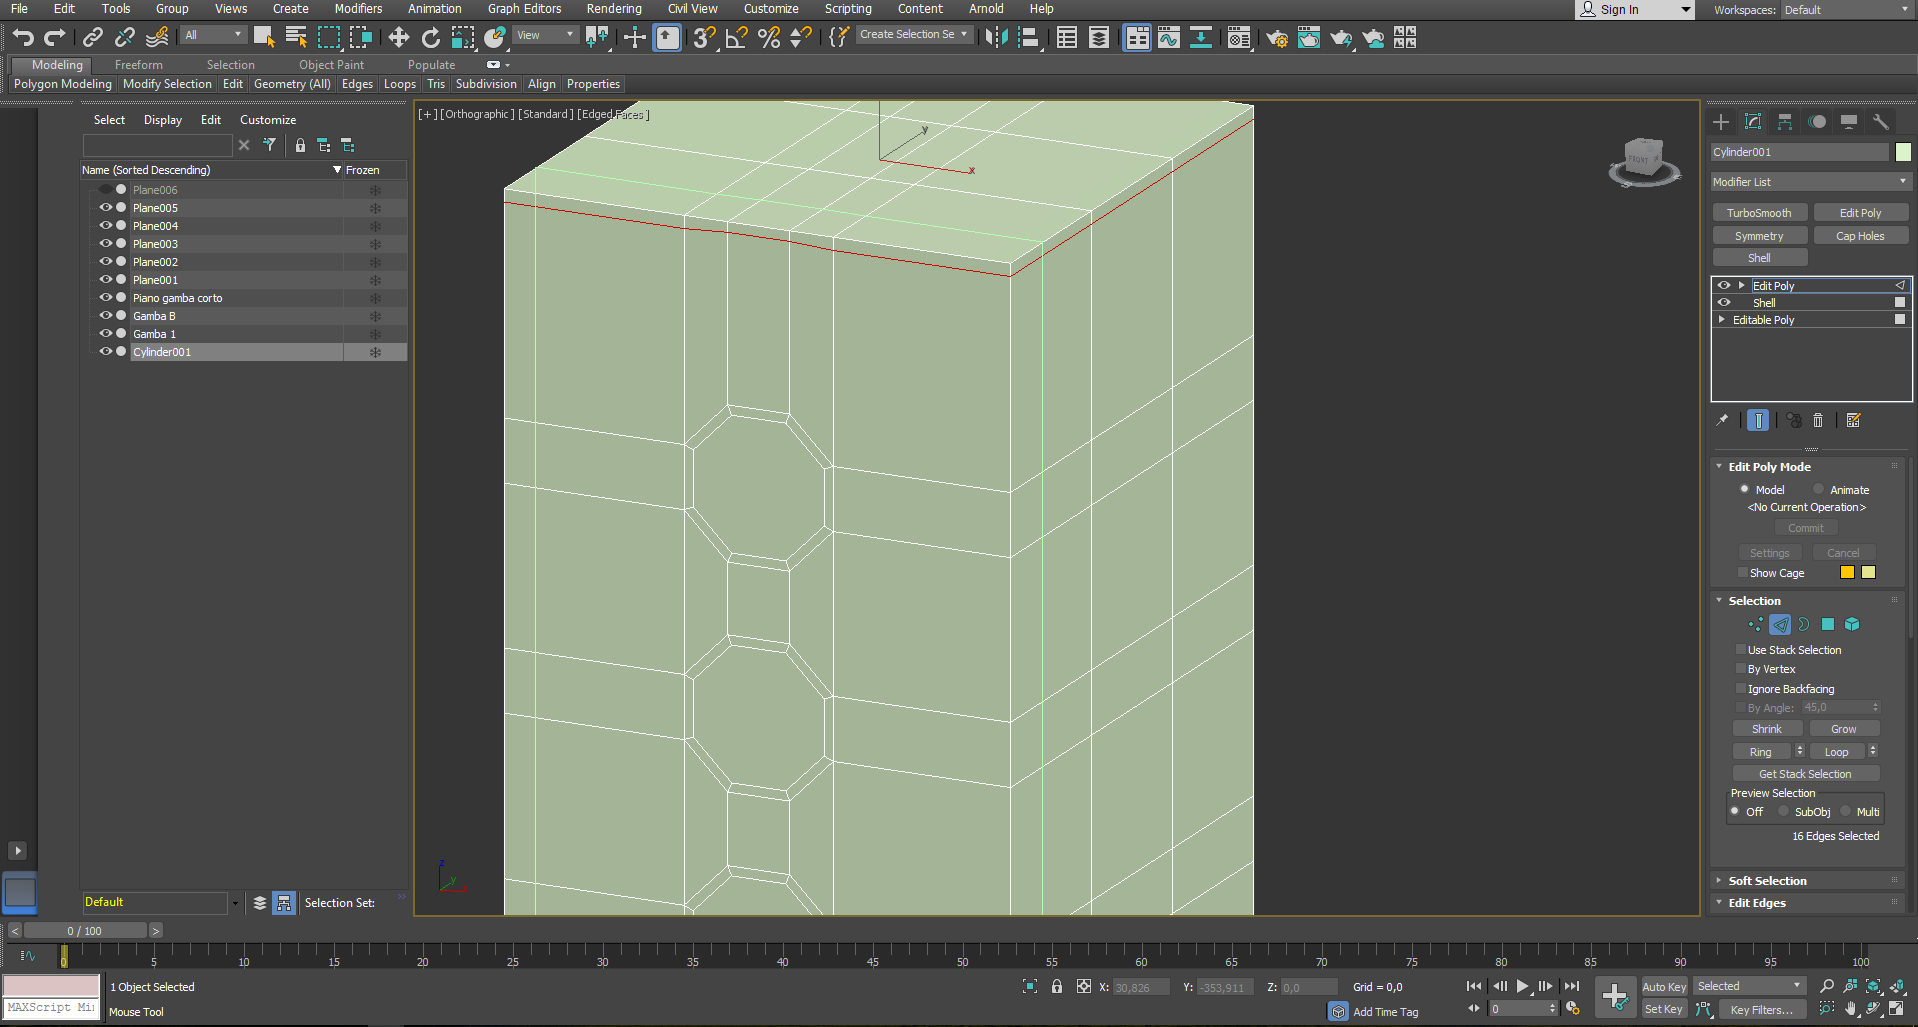 File Edit Tools Group Views Create Modifiers Animation Graph Editors Rendering Civil View Customize Scripting Content Arnold Help Sign In Workspaces: Default
All View Create Selection Se
Modeling Freeform Selection Object Paint Populate
Polygon Modeling Modify Selection Edit Geometry (All) Edges Loops Tris Subdivision Align Properties
Select Display Edit Customize
Name (Sorted Descending) Frozen
Plane006
Plane005
Plane004
Plane003
Plane002
Plane001
Piano gamba corto
Gamba B
Gamba 1
Cylinder001
Default Selection Set:
[+] [Orthographic] [Standard] [Edged Faces]
y
x
FRONT
z
y
x
Cylinder001
Modifier List
TurboSmooth Edit Poly
Symmetry Cap Holes
Shell
Edit Poly
Shell
Editable Poly
Edit Poly Mode
Model Animate
<No Current Operation>
Commit
Settings Cancel
Show Cage
Selection
Use Stack Selection
By Vertex
Ignore Backfacing
By Angle: 45,0
Shrink Grow
Ring Loop
Get Stack Selection
Preview Selection
Off SubObj Multi
16 Edges Selected
Soft Selection
Edit Edges
< 0 / 100 >
0 5 10 15 20 25 30 35 40 45 50 55 60 65 70 75 80 85 90 95 100
1 Object Selected X: 30,826 Y: -353,911 Z: 0,0 Grid = 0,0 Auto Key Selected
MAXScript Mi Mouse Tool Add Time Tag 0 Set Key Key Filters...